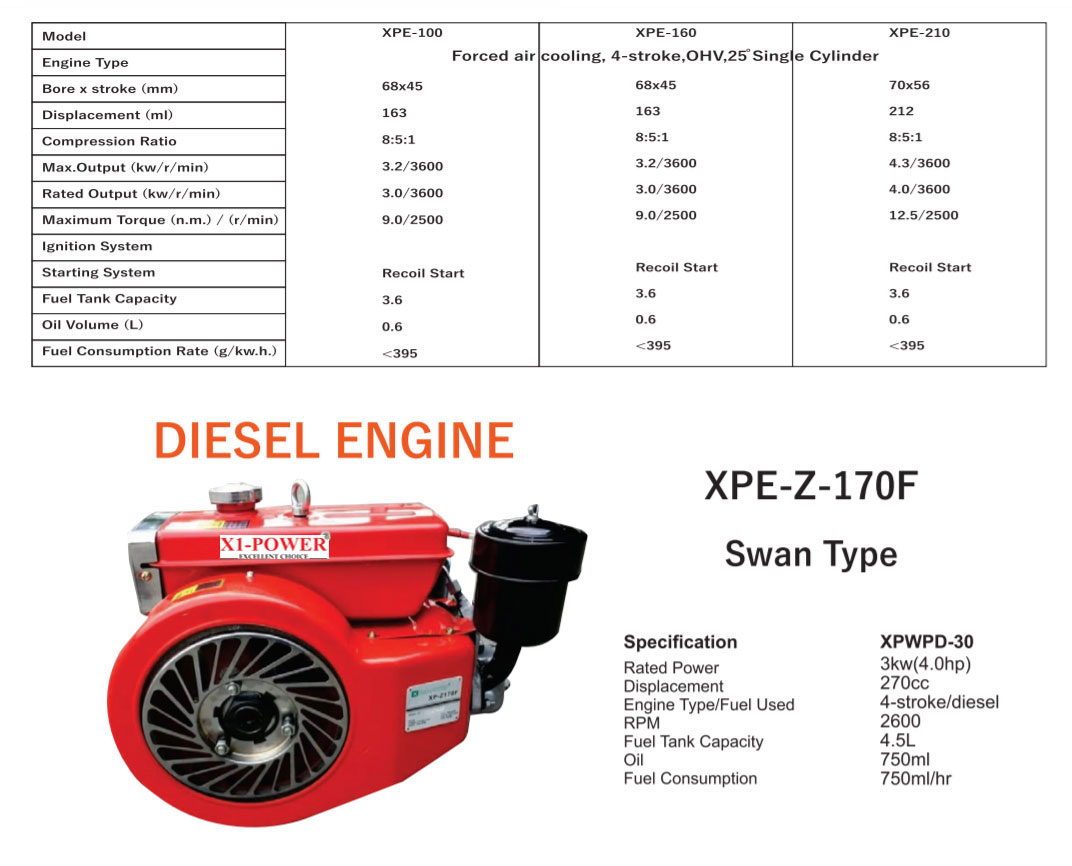 Model XPE-100 XPE-160 XPE-210
Engine Type Forced air cooling, 4-stroke,OHV,25°Single Cylinder
Bore x stroke (mm) 68x45 68x45 70x56
Displacement (ml) 163 163 212
Compression Ratio 8:5:1 8:5:1 8:5:1
Max.Output (kw/r/min) 3.2/3600 3.2/3600 4.3/3600
Rated Output (kw/r/min) 3.0/3600 3.0/3600 4.0/3600
Maximum Torque (n.m.) / (r/min) 9.0/2500 9.0/2500 12.5/2500
Ignition System
Starting System Recoil Start Recoil Start Recoil Start
Fuel Tank Capacity 3.6 3.6 3.6
Oil Volume (L) 0.6 0.6 0.6
Fuel Consumption Rate (g/kw.h.) <395 <395 <395
DIESEL ENGINE
X1-POWER
EXCELLENT CHOICE
XP-Z170F
XPE-Z-170F
Swan Type
Specification XPWPD-30
Rated Power 3kw(4.0hp)
Displacement 270cc
Engine Type/Fuel Used 4-stroke/diesel
RPM 2600
Fuel Tank Capacity 4.5L
Oil 750ml
Fuel Consumption 750ml/hr